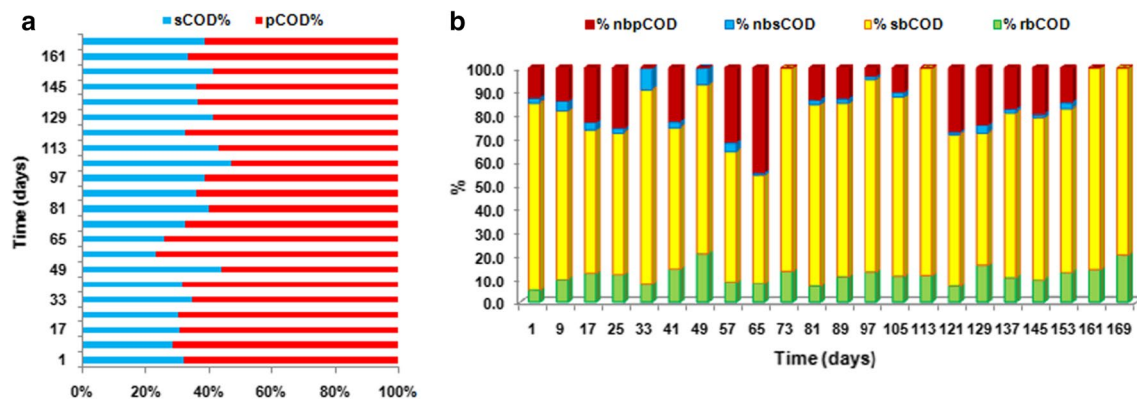 a
sCOD% pCOD%
161
145
129
113
97
81
65
49
33
17
1
Time (days)
0% 20% 40% 60% 80% 100%
b
% nbpCOD % nbsCOD % sbCOD % rbCOD
100.0
90.0
80.0
70.0
60.0
50.0
40.0
30.0
20.0
10.0
0.0
%
1 9 17 25 33 41 49 57 65 73 81 89 97 105 113 121 129 137 145 153 161 169
Time (days)